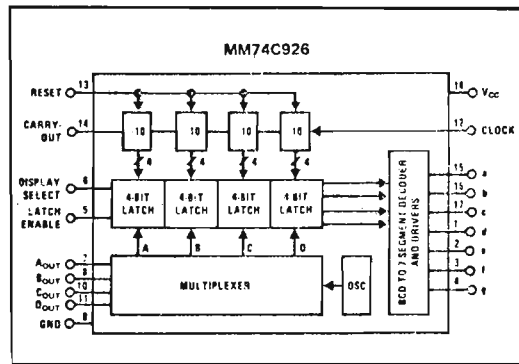 MM74C926
RESET 13
18 VCC
CARRY-OUT 14
10 10 10 10
12 CLOCK
4 4 4 4
DISPLAY SELECT 6
LATCH ENABLE 5
4-BIT LATCH 4-BIT LATCH 4-BIT LATCH 4-BIT LATCH
BCD TO 7 SEGMENT DECODER AND DRIVERS
15 a
16 b
17 c
1 d
2 e
3 f
4 g
A B C D
AOUT 7
BOUT 8
COUT 10
DOUT 11
GND 9
MULTIPLEXER
OSC